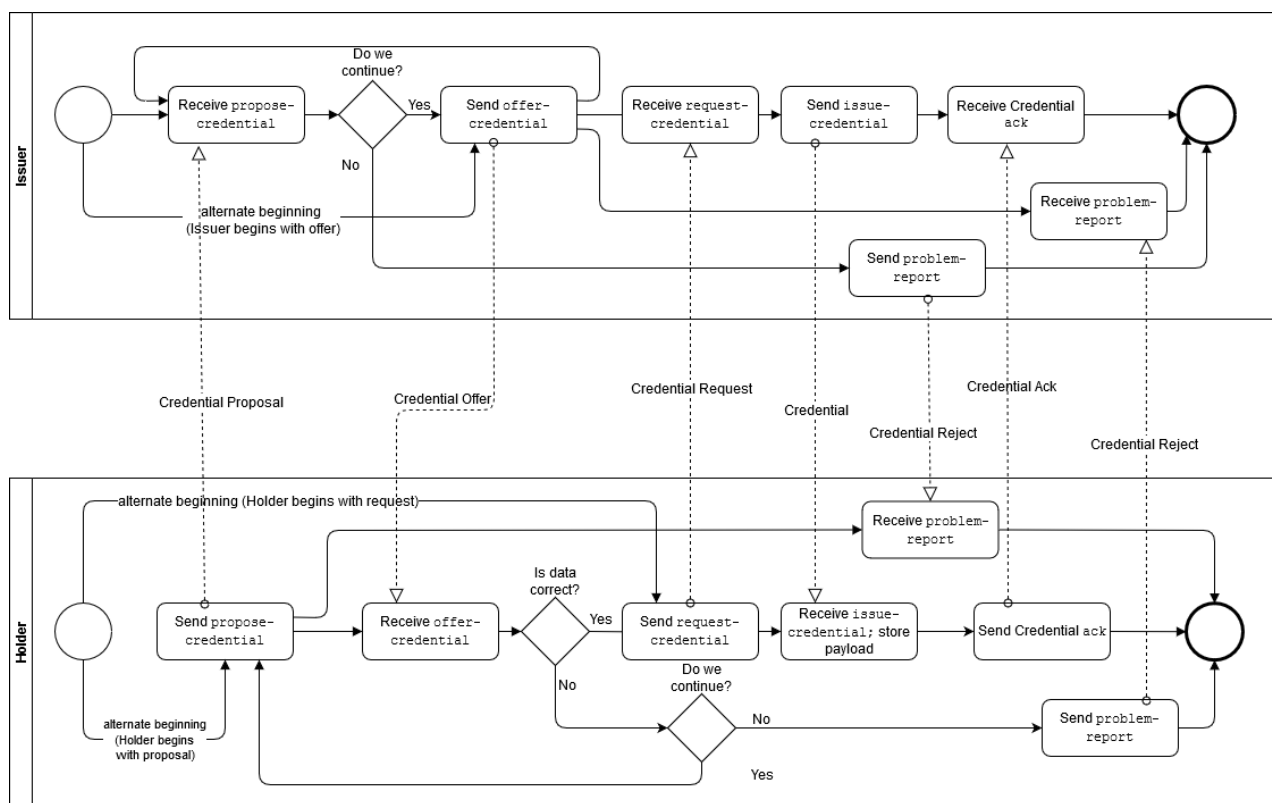 Issuer
Do we
continue?
Receive propose-
credential
Yes
Send offer-
credential
Receive request-
credential
Send issue-
credential
Receive Credential
ack
No
alternate beginning
(Issuer begins with offer)
Receive problem-
report
Send problem-
report
Credential Proposal
Credential Offer
Credential Request
Credential
Credential Reject
Credential Ack
Credential Reject
Holder
alternate beginning (Holder begins with request)
Receive problem-
report
Is data
correct?
Send propose-
credential
Receive offer-
credential
Yes
Send request-
credential
Receive issue-
credential; store
payload
Send Credential ack
No
Do we
continue?
alternate beginning
(Holder begins
with proposal)
No
Send problem-
report
Yes